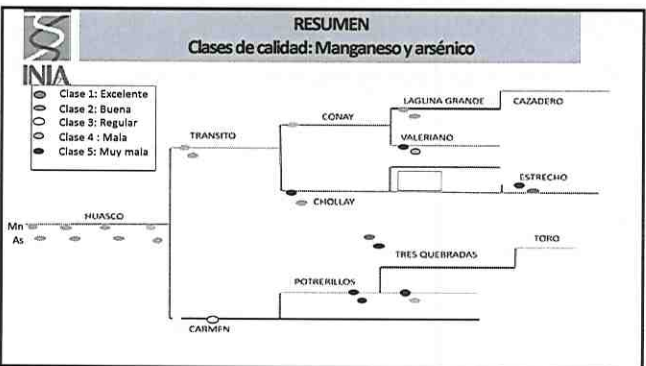 RESUMEN
Clases de calidad: Manganeso y arsénico
INIA
Clase 1: Excelente
Clase 2: Buena
Clase 3: Regular
Clase 4 : Mala
Clase 5: Muy mala
LAGUNA GRANDE
CAZADERO
CONAY
TRANSITO
VALERIANO
ESTRECHO
CHOLLAY
HUASCO
Mn
As
TORO
TRES QUEBRADAS
POTRERILLOS
CARMEN